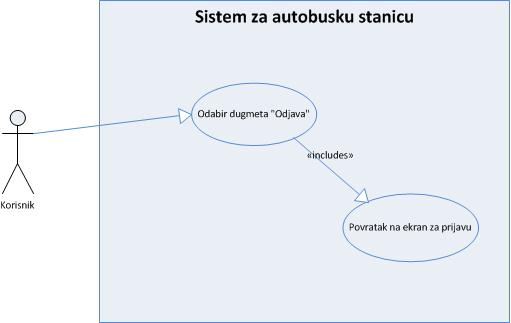 Sistem za autobusku stanicu
Odabir dugmeta "Odjava"
«includes»
Korisnik
Povratak na ekran za prijavu